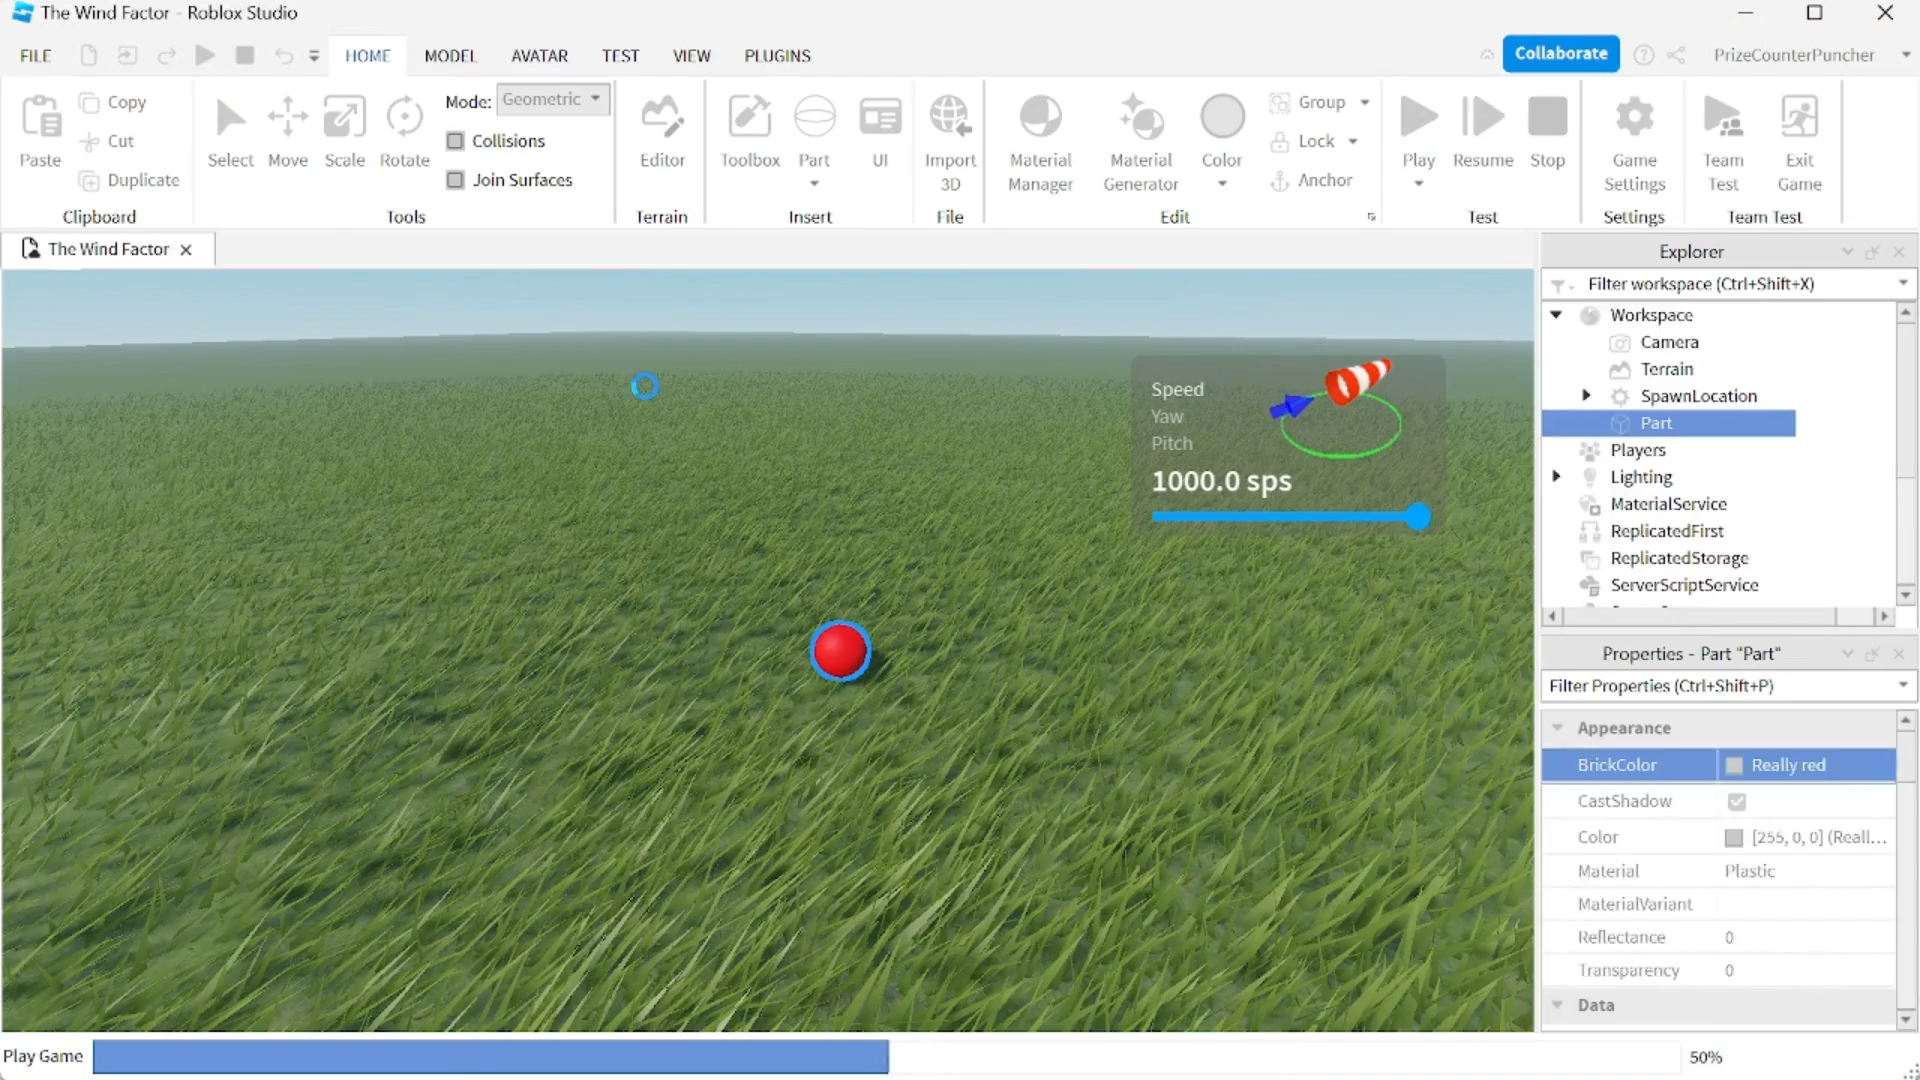 The Wind Factor - Roblox Studio
FILE
HOME
MODEL
AVATAR
TEST
VIEW
PLUGINS
Collaborate
PrizeCounterPuncher
Paste
Copy
Cut
Duplicate
Clipboard
Select
Move
Scale
Rotate
Mode: Geometric
Collisions
Join Surfaces
Tools
Editor
Terrain
Toolbox
Part
UI
Insert
Import
3D
File
Material
Manager
Material
Generator
Color
Group
Lock
Anchor
Edit
Play
Resume
Stop
Test
Game
Settings
Settings
Team
Test
Exit
Game
Team Test
The Wind Factor
Speed
Yaw
Pitch
1000.0 sps
Explorer
Filter workspace (Ctrl+Shift+X)
Workspace
Camera
Terrain
SpawnLocation
Part
Players
Lighting
MaterialService
ReplicatedFirst
ReplicatedStorage
ServerScriptService
Properties - Part "Part"
Filter Properties (Ctrl+Shift+P)
Appearance
BrickColor Really red
CastShadow
Color [255, 0, 0] (Reall...
Material Plastic
MaterialVariant
Reflectance 0
Transparency 0
Data
Play Game
50%